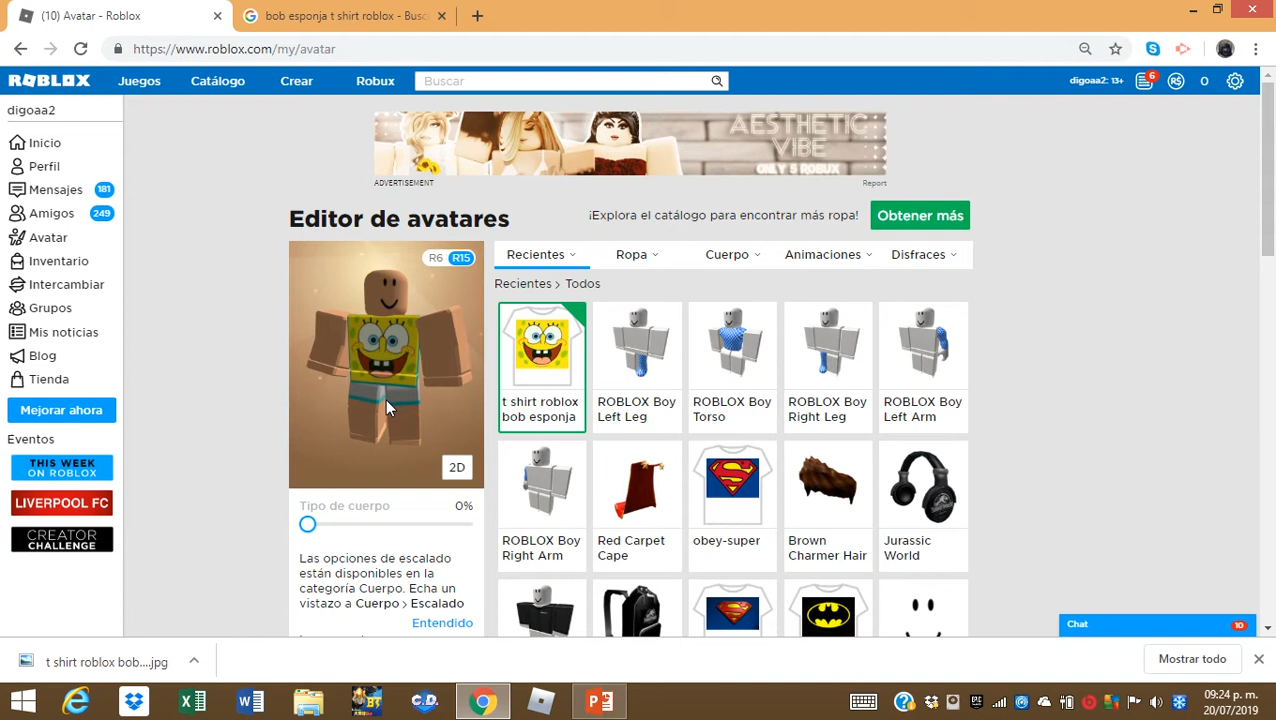 (10) Avatar - Roblox
bob esponja t shirt roblox - Busc
https://www.roblox.com/my/avatar
ROBLOX
Juegos
Catálogo
Crear
Robux
Buscar
digoaa2: 13+
6
R$
0
digoaa2
Inicio
Perfil
Mensajes 181
Amigos 249
Avatar
Inventario
Intercambiar
Grupos
Mis noticias
Blog
Tienda
Mejorar ahora
Eventos
THIS WEEK
ON ROBLOX
LIVERPOOL FC
CREATOR
CHALLENGE
AESTHETIC
VIBE
ONLY 5 ROBUX
ADVERTISEMENT
Report
Editor de avatares
¡Explora el catálogo para encontrar más ropa!
Obtener más
R6 R15
2D
Tipo de cuerpo 0%
Las opciones de escalado
están disponibles en la
categoría Cuerpo. Echa un
vistazo a Cuerpo > Escalado
Entendido
Recientes
Ropa
Cuerpo
Animaciones
Disfraces
Recientes > Todos
t shirt roblox
bob esponja
ROBLOX Boy
Left Leg
ROBLOX Boy
Torso
ROBLOX Boy
Right Leg
ROBLOX Boy
Left Arm
ROBLOX Boy
Right Arm
Red Carpet
Cape
obey-super
Brown
Charmer Hair
Jurassic
World
Chat 10
t shirt roblox bob....jpg
Mostrar todo
09:24 p. m.
20/07/2019